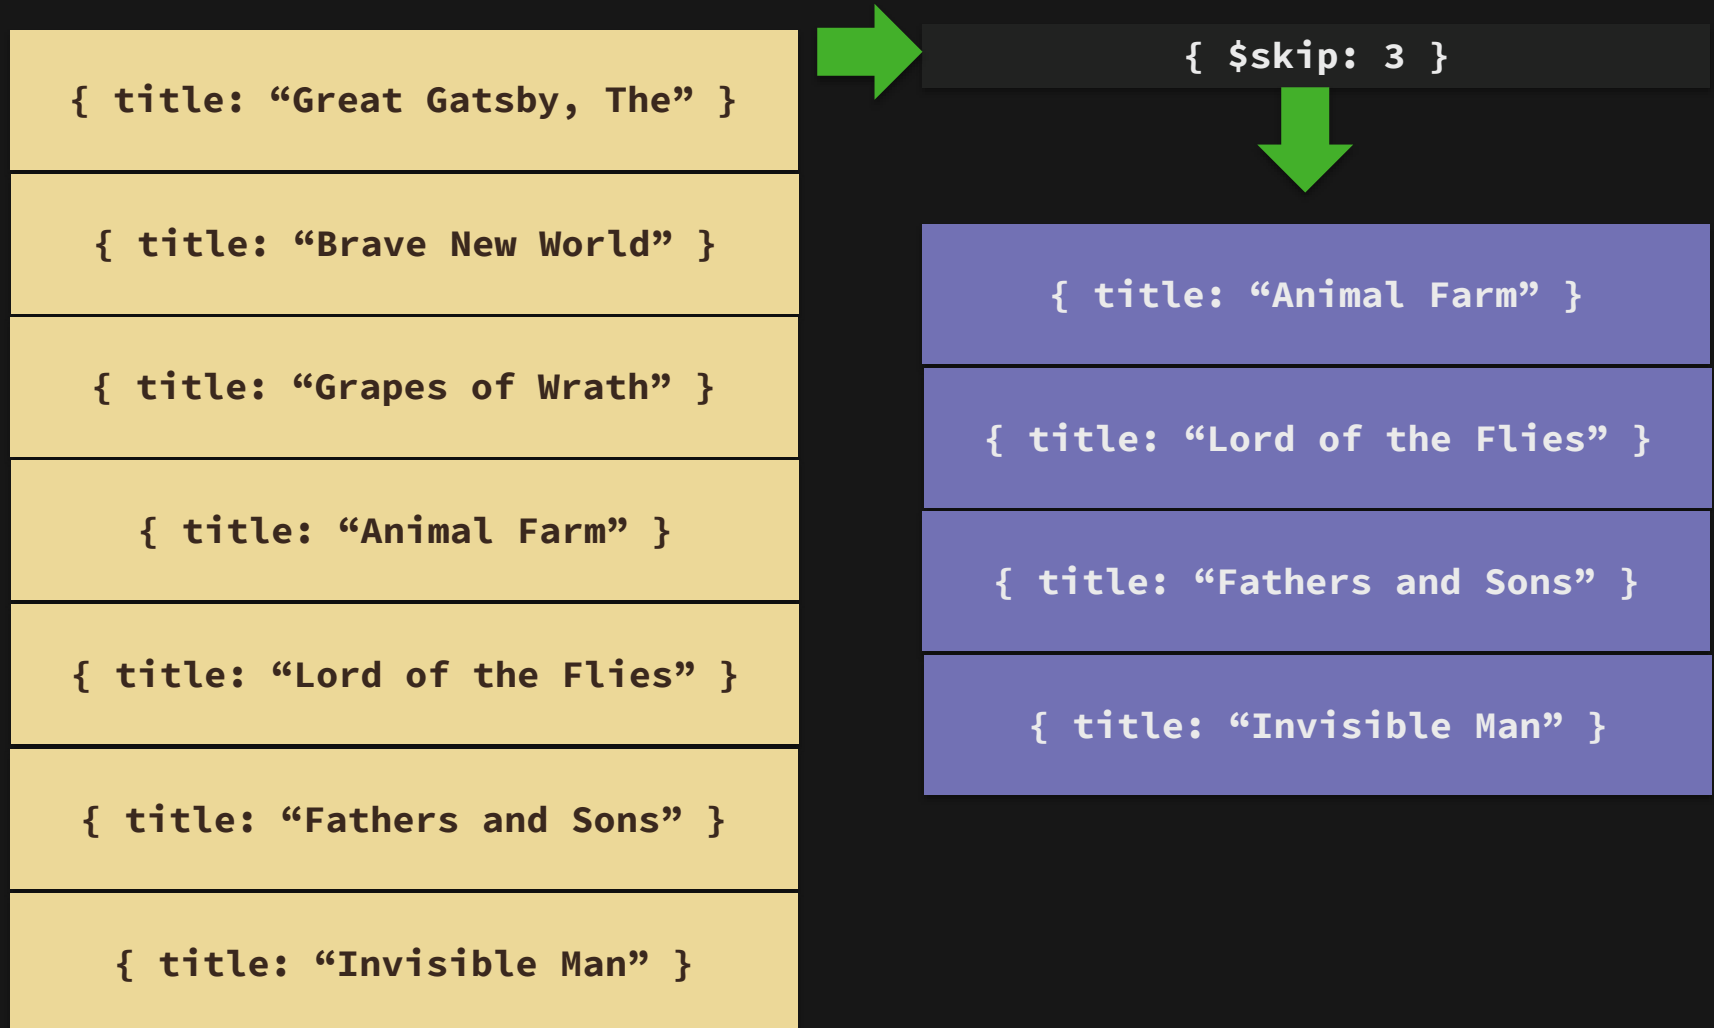 { title: “Great Gatsby, The” }
{ title: “Brave New World” }
{ title: “Grapes of Wrath” }
{ title: “Animal Farm” }
{ title: “Lord of the Flies” }
{ title: “Fathers and Sons” }
{ title: “Invisible Man” }
{ $skip: 3 }
{ title: “Animal Farm” }
{ title: “Lord of the Flies” }
{ title: “Fathers and Sons” }
{ title: “Invisible Man” }